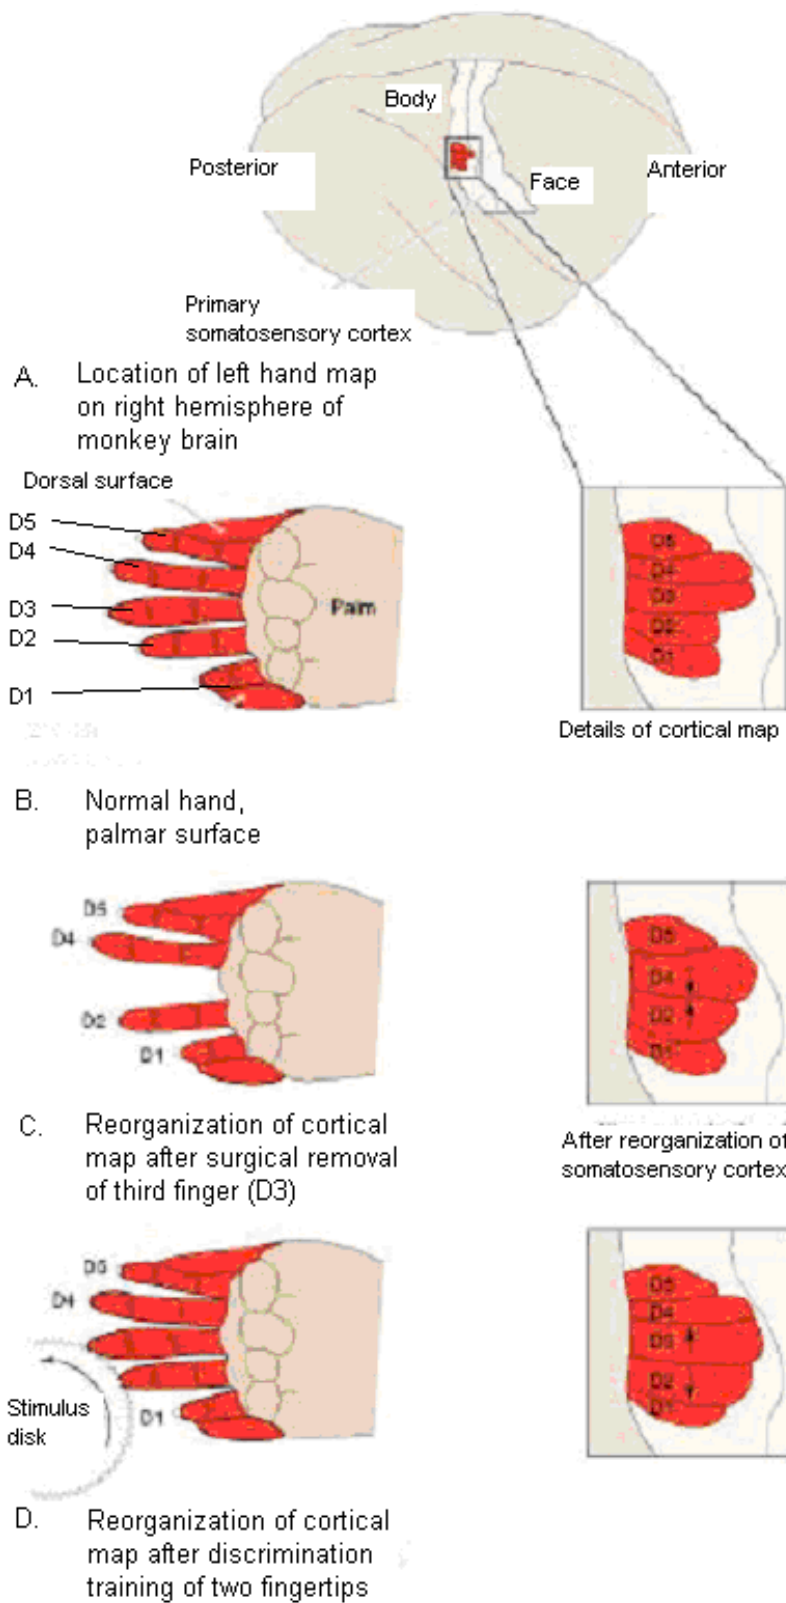 Body
Posterior
Face
Anterior
Primary
somatosensory cortex
A. Location of left hand map
on right hemisphere of
monkey brain
Dorsal surface
D5
D4
D3
D2
D1
Palm
D5
D4
D3
D2
D1
Details of cortical map
B. Normal hand,
palmar surface
D5
D4
D2
D1
D5
D4
D2
D1
C. Reorganization of cortical
map after surgical removal
of third finger (D3)
After reorganization of
somatosensory cortex
D5
D4
D1
Stimulus
disk
D5
D4
D3
D2
D1
D. Reorganization of cortical
map after discrimination
training of two fingertips